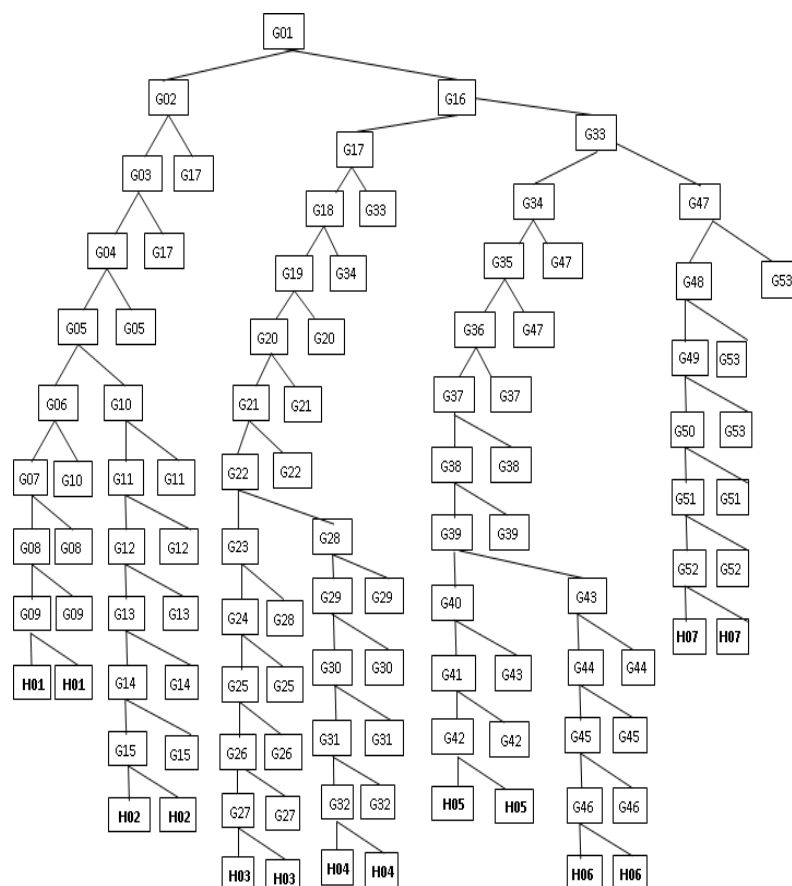 G01
G02 G16
G33
G17
G03 G17
G18 G33 G34 G47
G04 G17
G19 G34 G35 G47 G48 G53
G05 G05
G20 G20 G36 G47
G49 G53
G06 G10 G21 G21 G37 G37
G50 G53
G07 G10 G11 G11 G22 G22 G38 G38
G51 G51
G08 G08 G12 G12 G23 G28 G39 G39
G52 G52
G09 G09 G13 G13 G24 G28 G29 G29 G40 G43
H07 H07
H01 H01 G14 G14 G25 G25 G30 G30 G41 G43 G44 G44
G15 G15 G26 G26 G31 G31 G42 G42 G45 G45
H02 H02 G27 G27 G32 G32 H05 H05 G46 G46
H03 H03 H04 H04 H06 H06